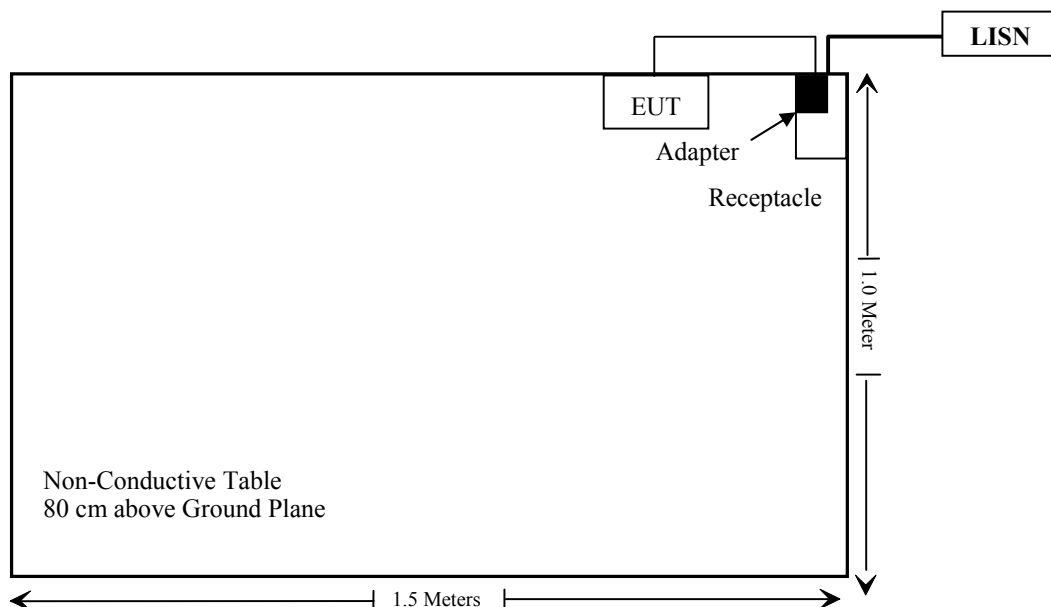 LISN
EUT
Adapter
Receptacle
1.0 Meter
Non-Conductive Table
80 cm above Ground Plane
1.5 Meters